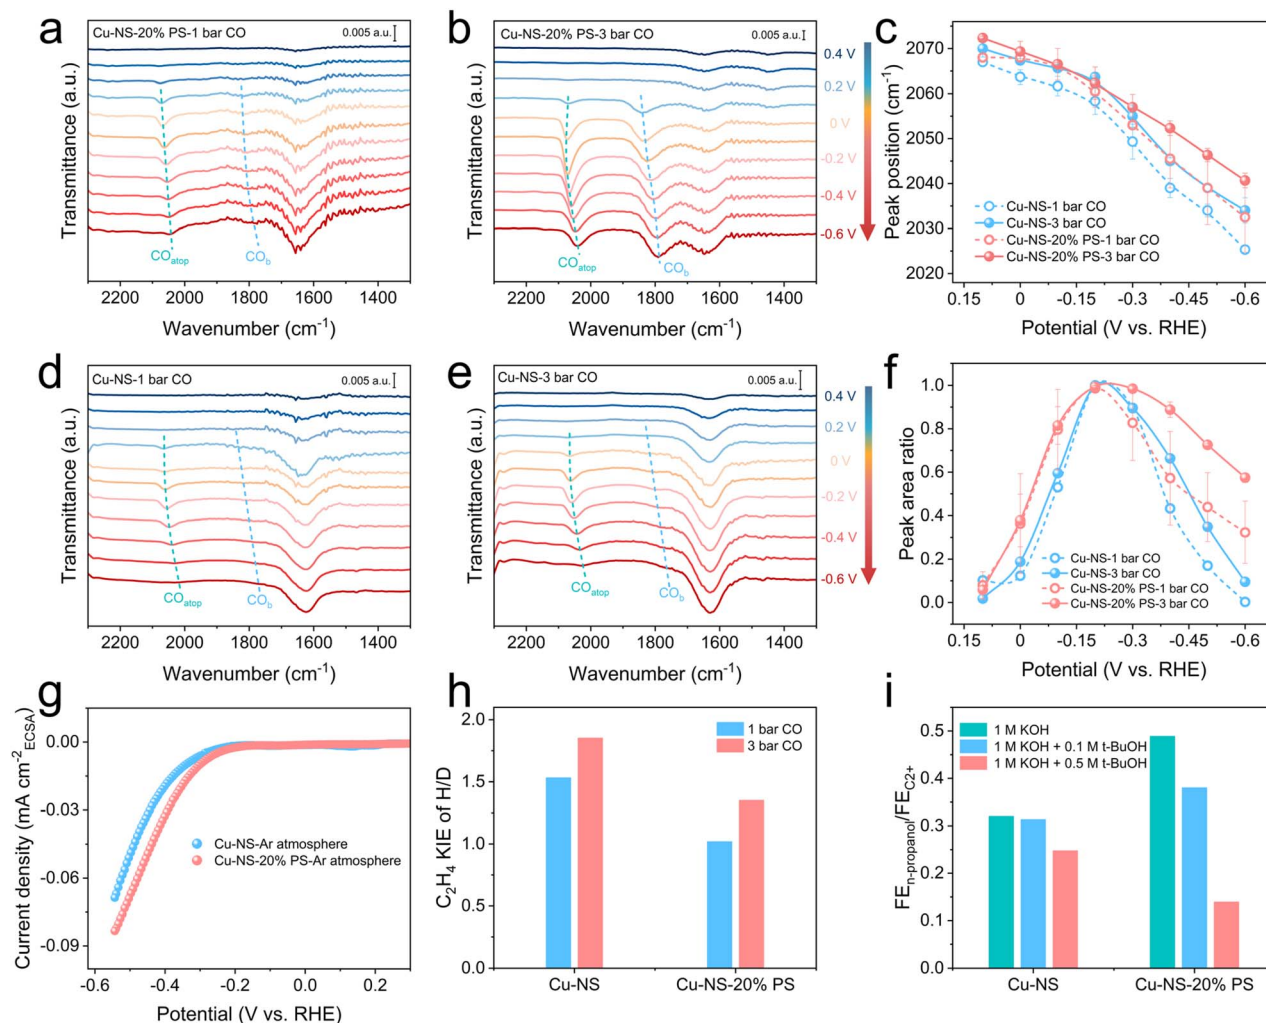 a
Cu-NS-20% PS-1 bar CO
0.005 a.u.
Transmittance (a.u.)
CO_atop
CO_b
2200 2000 1800 1600 1400
Wavenumber (cm⁻¹)
b
Cu-NS-20% PS-3 bar CO
0.005 a.u.
Transmittance (a.u.)
0.4 V
0.2 V
0 V
-0.2 V
-0.4 V
-0.6 V
CO_atop
CO_b
2200 2000 1800 1600 1400
Wavenumber (cm⁻¹)
c
Peak position (cm⁻¹)
2070
2060
2050
2040
2030
2020
Cu-NS-1 bar CO
Cu-NS-3 bar CO
Cu-NS-20% PS-1 bar CO
Cu-NS-20% PS-3 bar CO
0.15 0 -0.15 -0.3 -0.45 -0.6
Potential (V vs. RHE)
d
Cu-NS-1 bar CO
0.005 a.u.
Transmittance (a.u.)
CO_atop
CO_b
2200 2000 1800 1600 1400
Wavenumber (cm⁻¹)
e
Cu-NS-3 bar CO
0.005 a.u.
Transmittance (a.u.)
0.4 V
0.2 V
0 V
-0.2 V
-0.4 V
-0.6 V
CO_atop
CO_b
2200 2000 1800 1600 1400
Wavenumber (cm⁻¹)
f
Peak area ratio
1.0
0.8
0.6
0.4
0.2
0.0
Cu-NS-1 bar CO
Cu-NS-3 bar CO
Cu-NS-20% PS-1 bar CO
Cu-NS-20% PS-3 bar CO
0.15 0 -0.15 -0.3 -0.45 -0.6
Potential (V vs. RHE)
g
Current density (mA cm⁻²_ECSA)
0.00
-0.03
-0.06
-0.09
Cu-NS-Ar atmosphere
Cu-NS-20% PS-Ar atmosphere
-0.6 -0.4 -0.2 0.0 0.2
Potential (V vs. RHE)
h
C₂H₄ KIE of H/D
2.0
1.5
1.0
0.5
0.0
1 bar CO
3 bar CO
Cu-NS Cu-NS-20% PS
i
FE_n-propanol/FE_C2+
0.5
0.4
0.3
0.2
0.1
0.0
1 M KOH
1 M KOH + 0.1 M t-BuOH
1 M KOH + 0.5 M t-BuOH
Cu-NS Cu-NS-20% PS